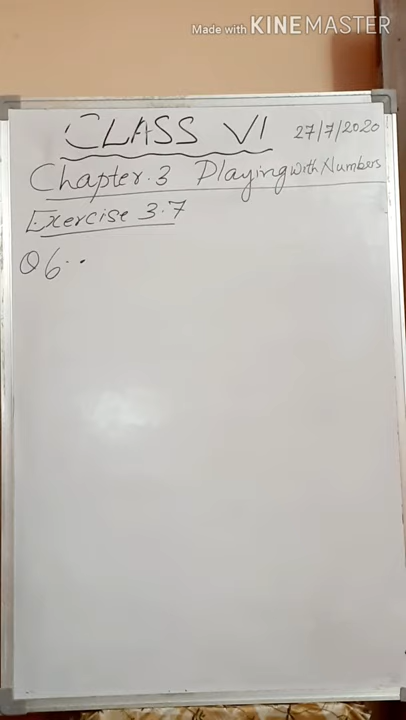 Made with KINEMASTER
CLASS VI 27/7/2020
Chapter.3 Playing with Numbers
Exercise 3.7
Q6..